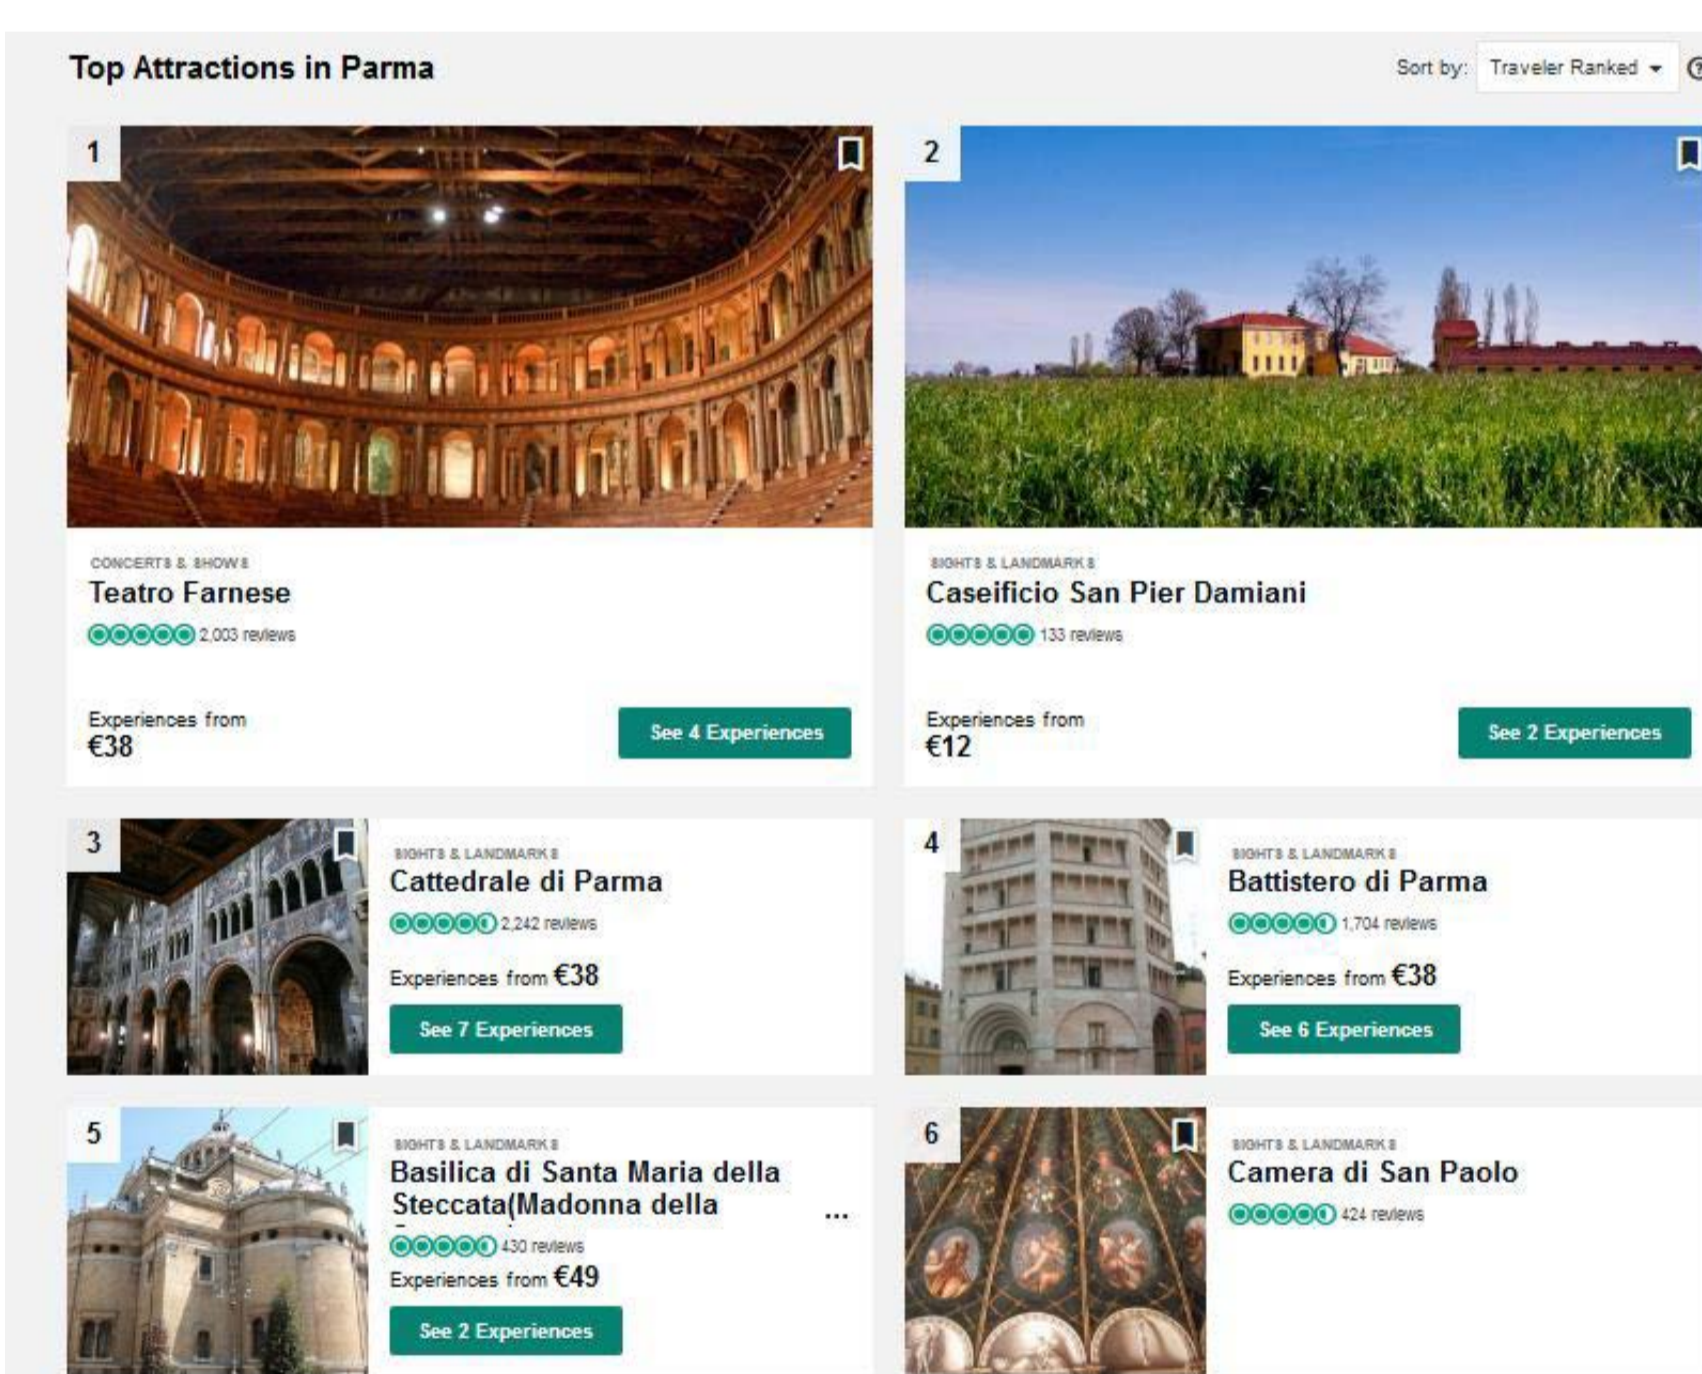 Top Attractions in Parma
Sort by: Traveler Ranked
1
CONCERTS & SHOWS
Teatro Farnese
2,003 reviews
Experiences from
€38
See 4 Experiences
2
SIGHTS & LANDMARKS
Caseificio San Pier Damiani
133 reviews
Experiences from
€12
See 2 Experiences
3
SIGHTS & LANDMARKS
Cattedrale di Parma
2,242 reviews
Experiences from €38
See 7 Experiences
4
SIGHTS & LANDMARKS
Battistero di Parma
1,704 reviews
Experiences from €38
See 6 Experiences
5
SIGHTS & LANDMARKS
Basilica di Santa Maria della
Steccata(Madonna della
...
430 reviews
Experiences from €49
See 2 Experiences
6
SIGHTS & LANDMARKS
Camera di San Paolo
424 reviews